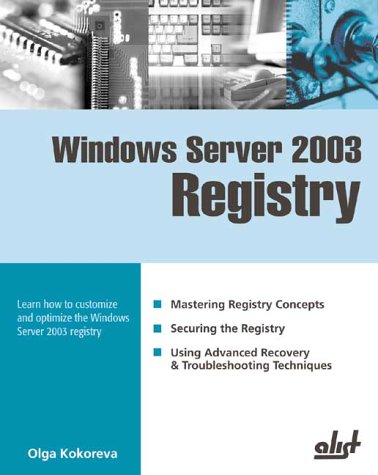 Windows Server 2003
Registry
Learn how to customize
and optimize the Windows
Server 2003 registry
Mastering Registry Concepts
Securing the Registry
Using Advanced Recovery
& Troubleshooting Techniques
Olga Kokoreva
alist